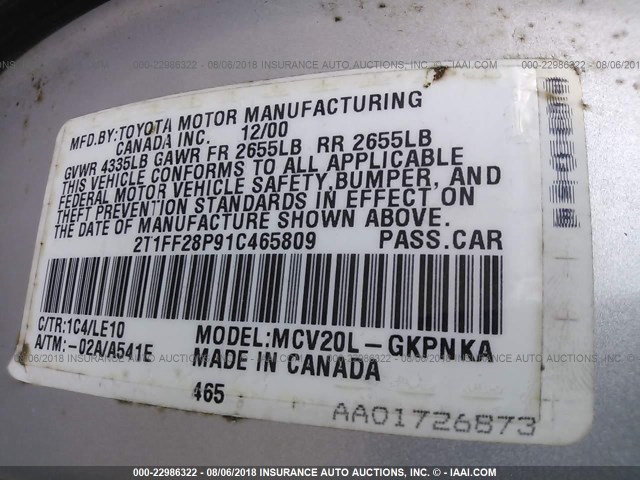 000-22986322 - 08/06/2018 INSURANCE AUTO AUCTIONS, INC. - © - IAAI.COM
MFD.BY:TOYOTA MOTOR MANUFACTURING
CANADA INC. 12/00
GVWR 4335LB GAWR FR 2655LB RR 2655LB
THIS VEHICLE CONFORMS TO ALL APPLICABLE
FEDERAL MOTOR VEHICLE SAFETY,BUMPER, AND
THEFT PREVENTION STANDARDS IN EFFECT ON
THE DATE OF MANUFACTURE SHOWN ABOVE.
2T1FF28P91C465809 PASS.CAR
C/TR:1C4/LE10
A/TM:-02A/A541E
MODEL:MCV20L-GKPNKA
MADE IN CANADA
465
AA01726873
000-22986322 - 08/06/2018 INSURANCE AUTO AUCTIONS, INC. - © - IAAI.COM